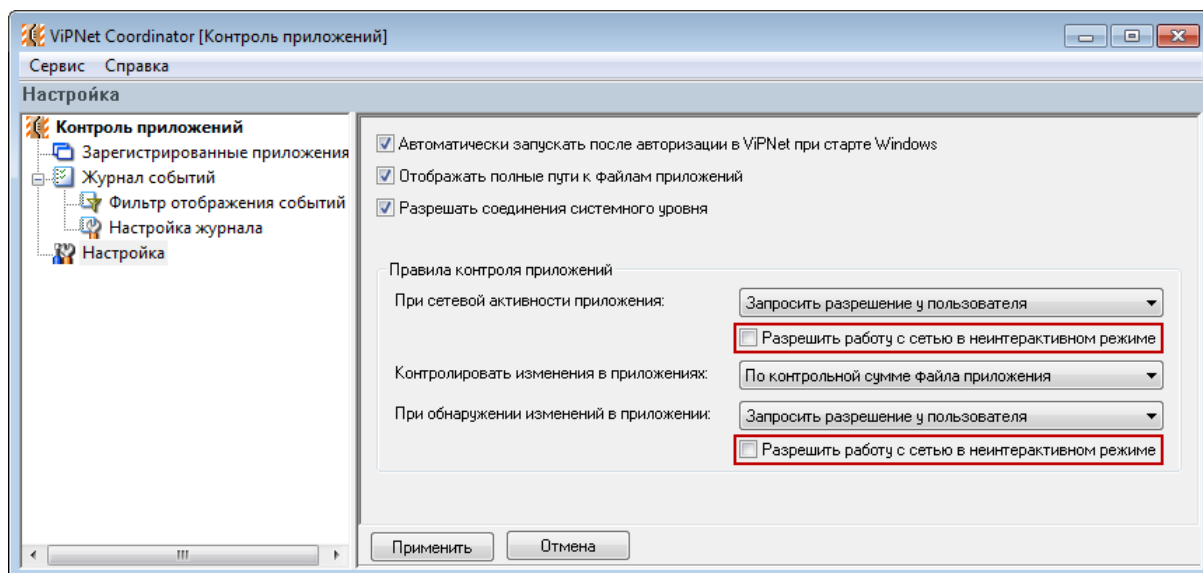 ViPNet Coordinator [Контроль приложений]
Сервис Справка
Настройка
Контроль приложений
Зарегистрированные приложения
Журнал событий
Фильтр отображения событий
Настройка журнала
Настройка
Автоматически запускать после авторизации в ViPNet при старте Windows
Отображать полные пути к файлам приложений
Разрешать соединения системного уровня
Правила контроля приложений
При сетевой активности приложения: Запросить разрешение у пользователя
Разрешить работу с сетью в неинтерактивном режиме
Контролировать изменения в приложениях: По контрольной сумме файла приложения
При обнаружении изменений в приложении: Запросить разрешение у пользователя
Разрешить работу с сетью в неинтерактивном режиме
Применить Отмена